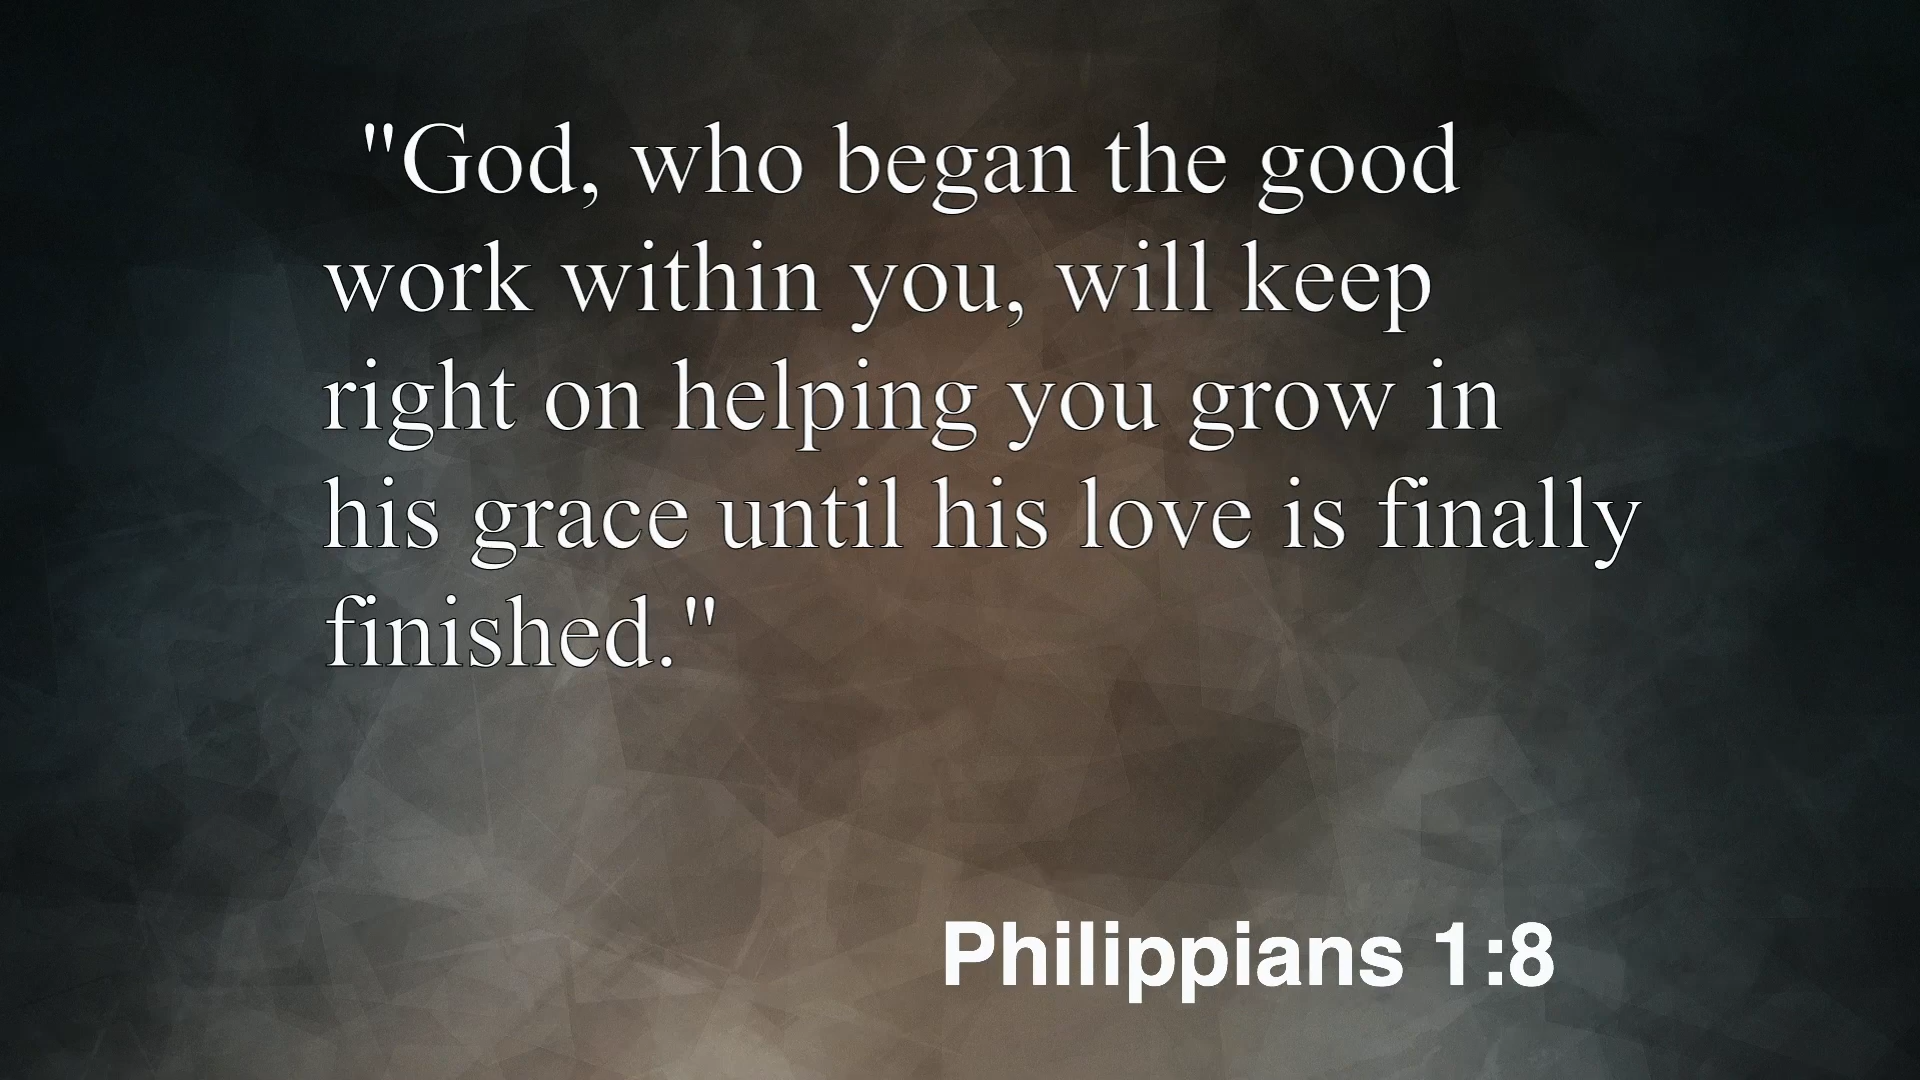 "God, who began the good
work within you, will keep
right on helping you grow in
his grace until his love is finally
finished."
Philippians 1:8